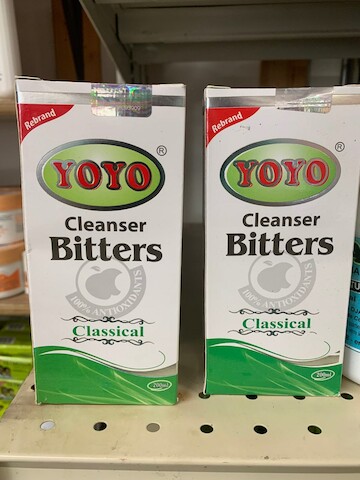 Rebrand
YOYO®
Cleanser
Bitters
100% ANTIOXIDANTS
Classical
200ml
Rebrand
YOYO®
Cleanser
Bitters
100% ANTIOXIDANTS
Classical
200ml